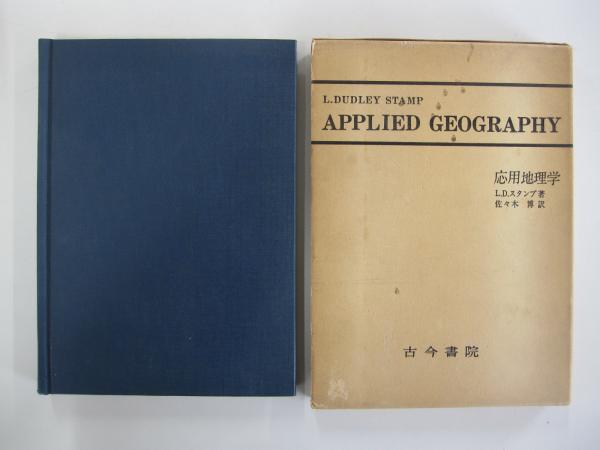 L.DUDLEY STAMP
APPLIED GEOGRAPHY
応用地理学
L.D.スタンプ著
佐々木 博 訳
古今書院